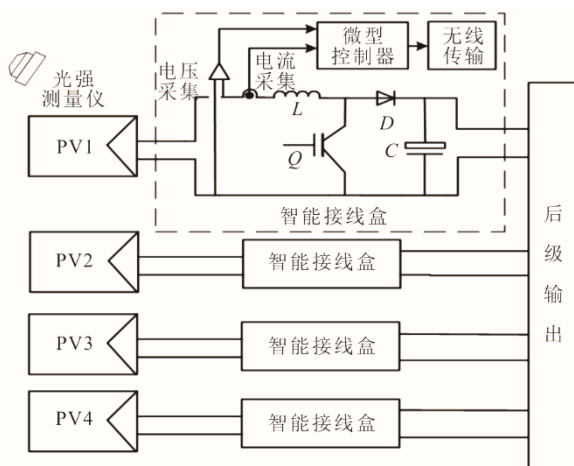 光强
测量仪
电压
采集
电流
采集
微型
控制器
无线
传输
L
D
Q
C
PV1
智能接线盒
PV2
智能接线盒
PV3
智能接线盒
PV4
智能接线盒
后
级
输
出